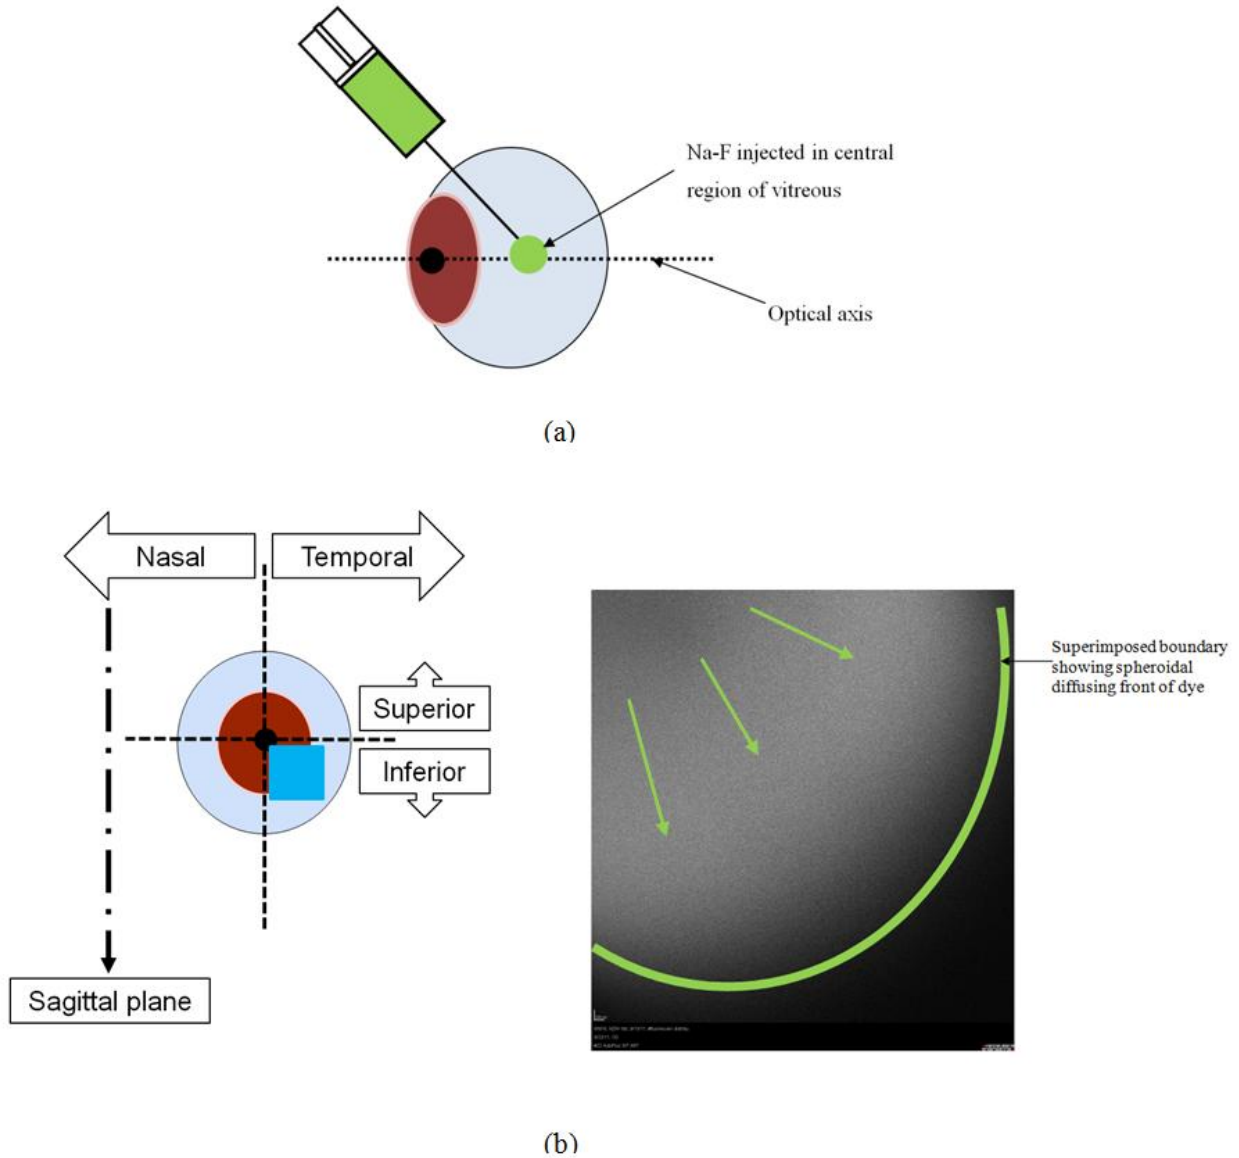 Na-F injected in central
region of vitreous
Optical axis
(a)
Nasal
Temporal
Superior
Inferior
Sagittal plane
Superimposed boundary
showing spheroidal
diffusing front of dye
(b)